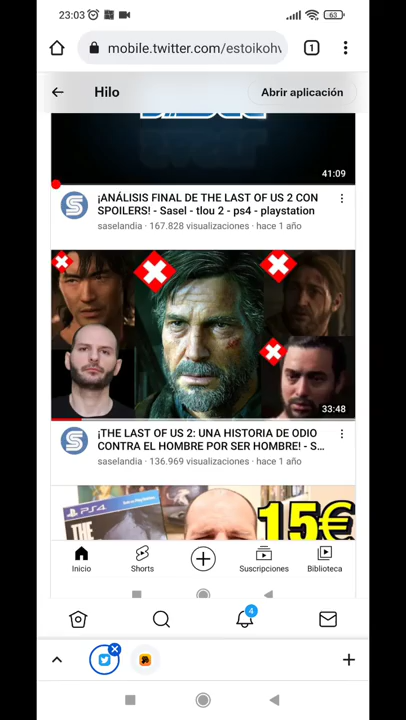 23:03
63
mobile.twitter.com/estoikohv
1
Hilo
Abrir aplicación
41:09
¡ANÁLISIS FINAL DE THE LAST OF US 2 CON
SPOILERS! - Sasel - tlou 2 - ps4 - playstation
saselandia · 167.828 visualizaciones · hace 1 año
33:48
¡THE LAST OF US 2: UNA HISTORIA DE ODIO
CONTRA EL HOMBRE POR SER HOMBRE! - S...
saselandia · 136.969 visualizaciones · hace 1 año
PS4
THE
15€
Inicio
Shorts
Suscripciones
Biblioteca
4